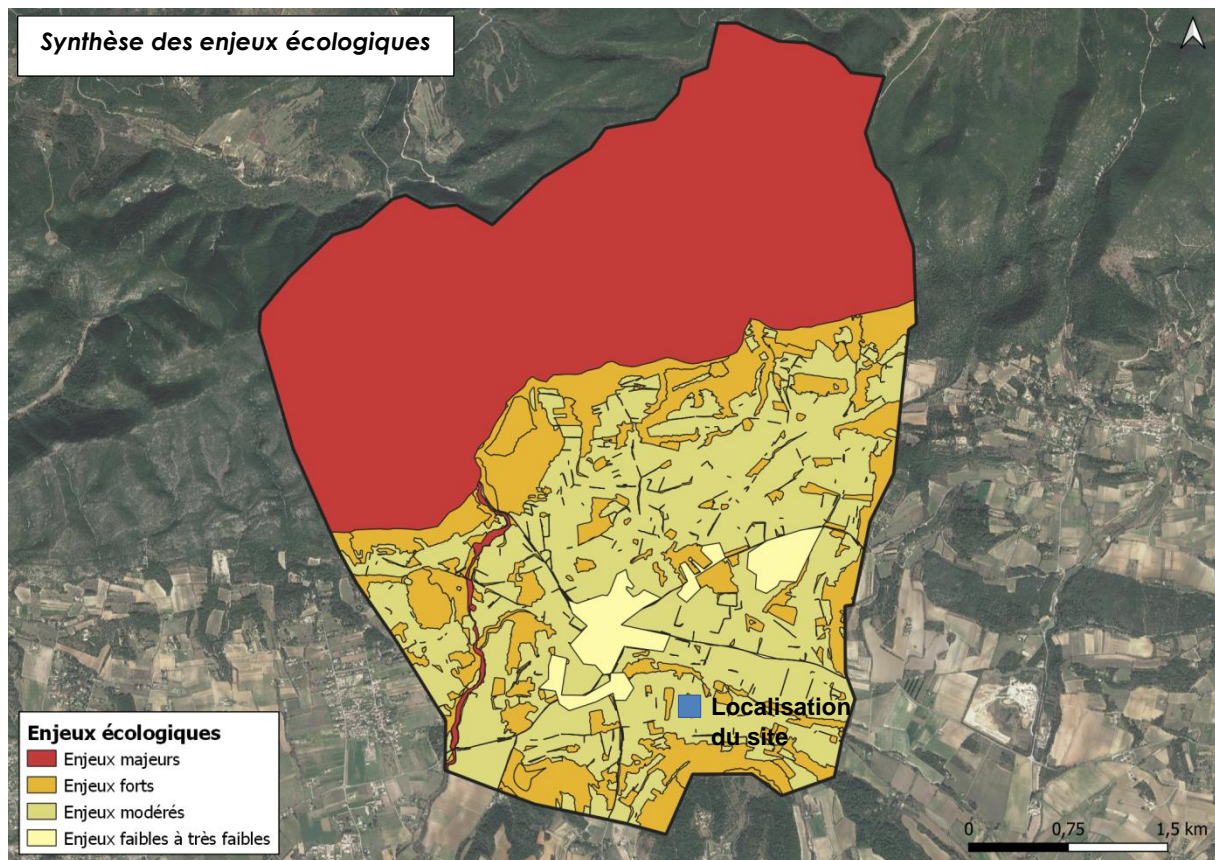 Synthèse des enjeux écologiques
Localisation
du site
Enjeux écologiques
Enjeux majeurs
Enjeux forts
Enjeux modérés
Enjeux faibles à très faibles
0 0,75 1,5 km